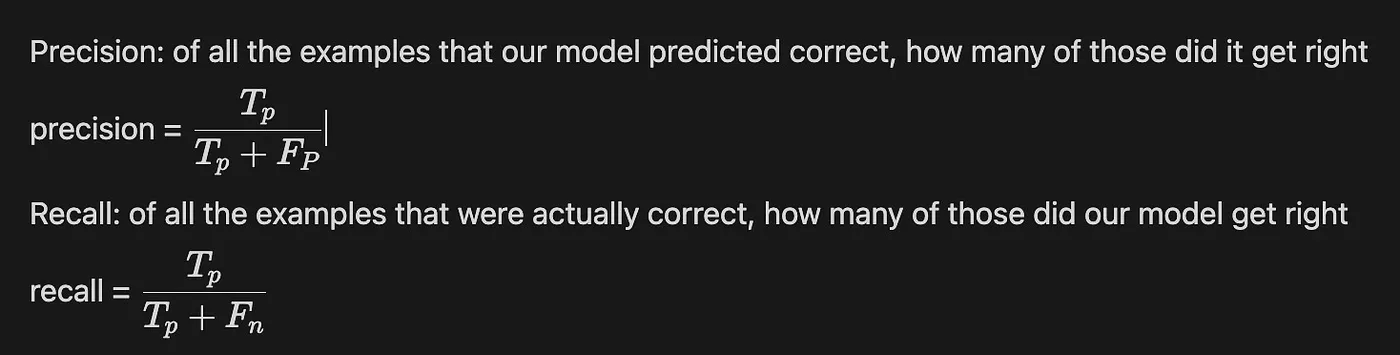 Precision: of all the examples that our model predicted correct, how many of those did it get right
precision = \frac{T_p}{T_p + F_P}
Recall: of all the examples that were actually correct, how many of those did our model get right
recall = \frac{T_p}{T_p + F_n}